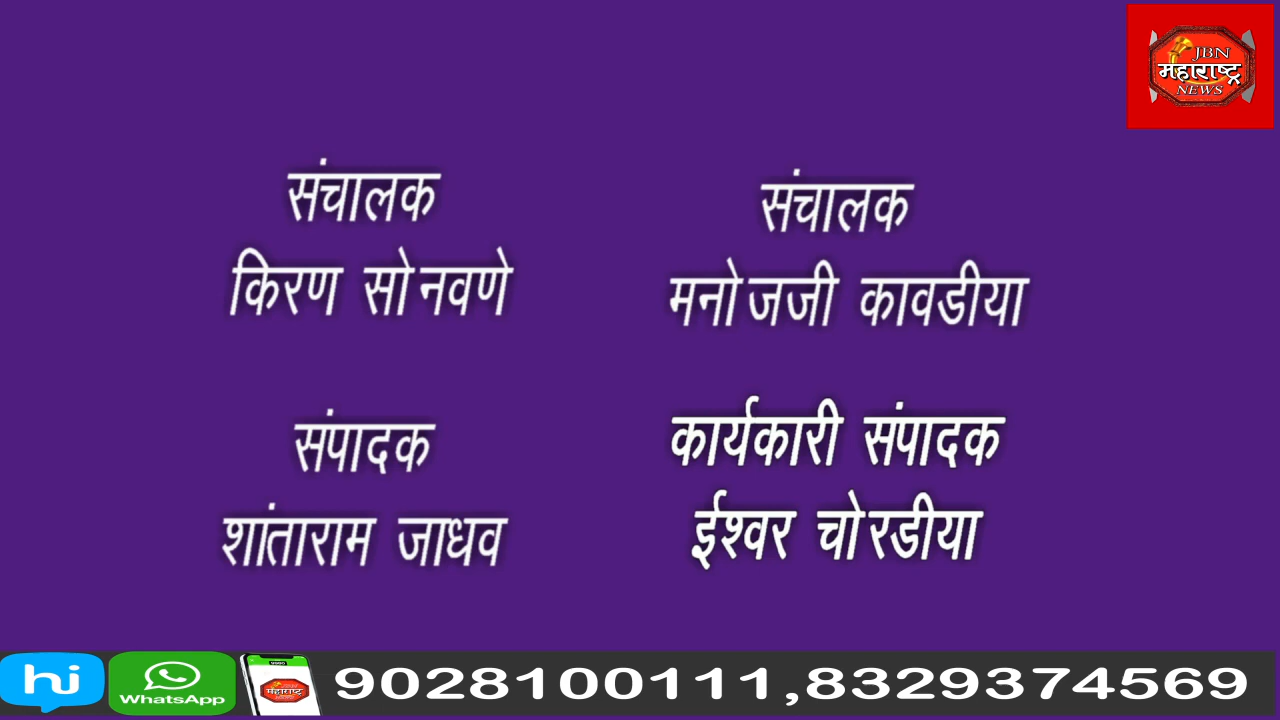 JBN
महाराष्ट्र
NEWS
संचालक
किरण सोनवणे
संचालक
मनोजजी कावडीया
संपादक
शांताराम जाधव
कार्यकारी संपादक
ईश्वर चोरडीया
hi
WhatsApp
महाराष्ट्र
9028100111,8329374569